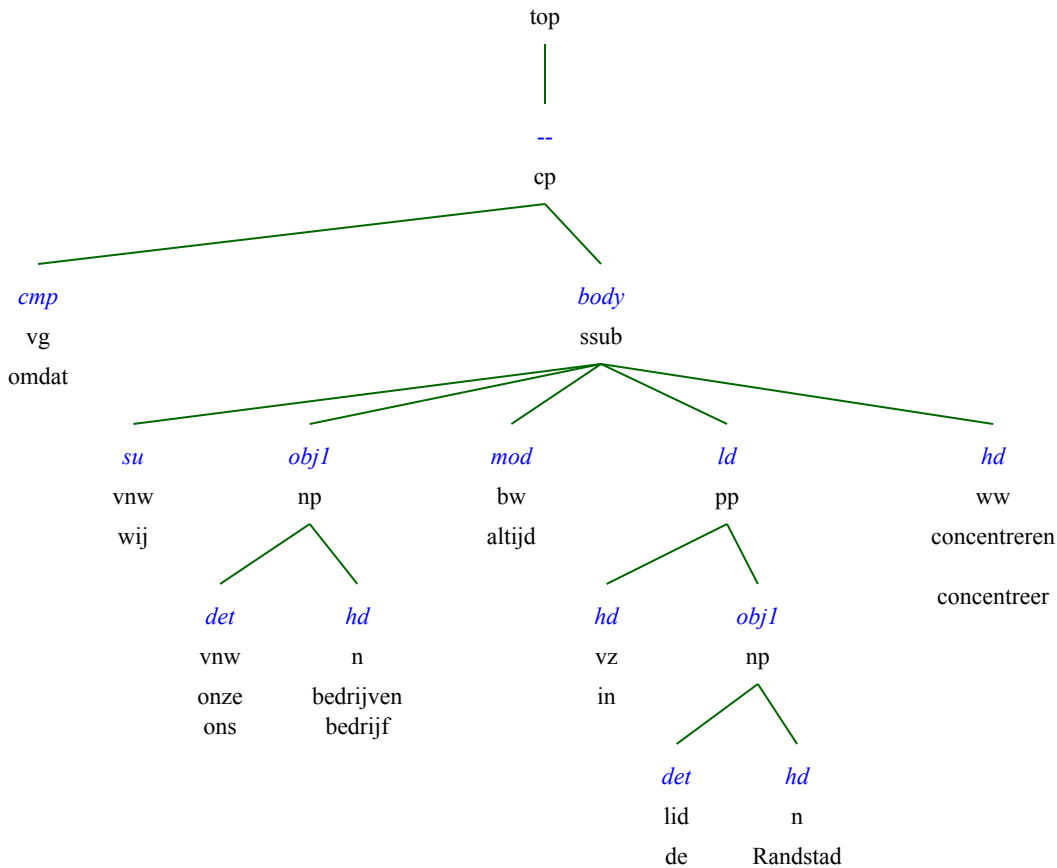 top
--
cp
cmp body
vg ssub
omdat
su obj1 mod ld hd
vnw np bw pp ww
wij altijd concentreren
det hd hd obj1 concentreer
vnw n vz np
onze bedrijven in
ons bedrijf
det hd
lid n
de Randstad